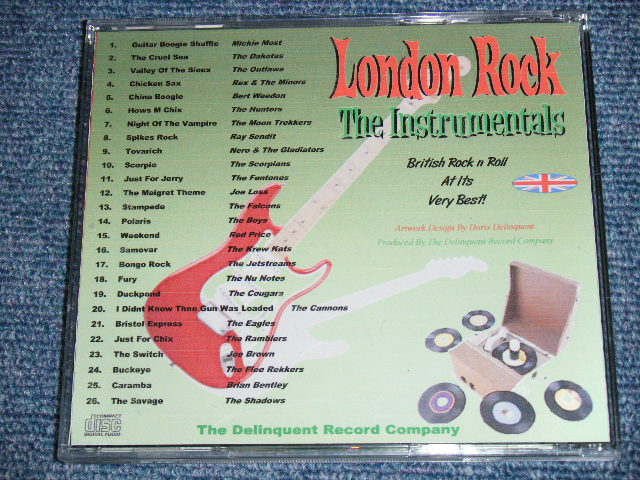 London Rock
The Instrumentals
British Rock n Roll
At Its
Very Best!
Artwork Design By Doris Delinquent
Produced By The Delinquent Record Company
1. Guitar Boogie Shuffle Mickie Most
2. The Cruel Sea The Dakotas
3. Valley Of The Sioux The Outlaws
4. Chicken Sax Rex & The Minors
5. China Boogie Bert Weedon
6. Hows M Chix The Hunters
7. Night Of The Vampire The Moon Trekkers
8. Spikes Rock Ray Sendit
9. Tovarich Nero & The Gladiators
10. Scorpio The Scorpians
11. Just For Jerry The Fentones
12. The Maigret Theme Joe Loss
13. Stampede The Falcons
14. Polaris The Boys
15. Weekend Red Price
16. Samovar The Krew Kats
17. Bongo Rock The Jetstreams
18. Fury The Nu Notes
19. Duckpond The Cougars
20. I Didnt Know Thne Gun Was Loaded The Cannons
21. Bristol Express The Eagles
22. Just For Chix The Ramblers
23. The Switch Joe Brown
24. Buckeye The Flee Rekkers
25. Caramba Brian Bentley
26. The Savage The Shadows
COMPACT
disc
DIGITAL AUDIO
The Delinquent Record Company